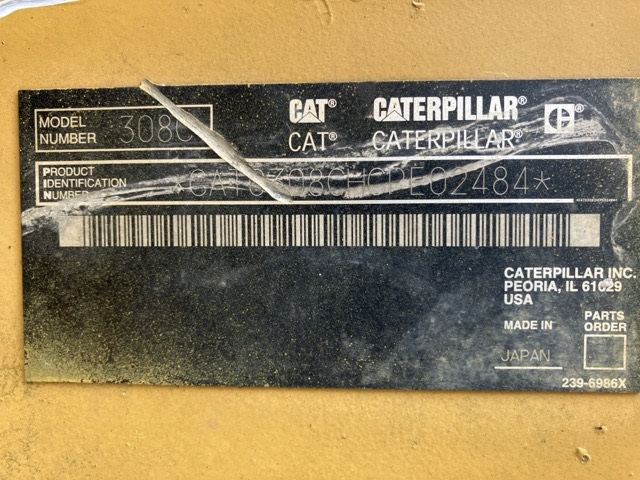 MODEL NUMBER 308C
CAT® CATERPILLAR®
CAT® CATERPILLAR®
PRODUCT IDENTIFICATION NUMBER
CATERPILLAR INC.
PEORIA, IL 61629
USA
MADE IN JAPAN
PARTS ORDER
239-6986X